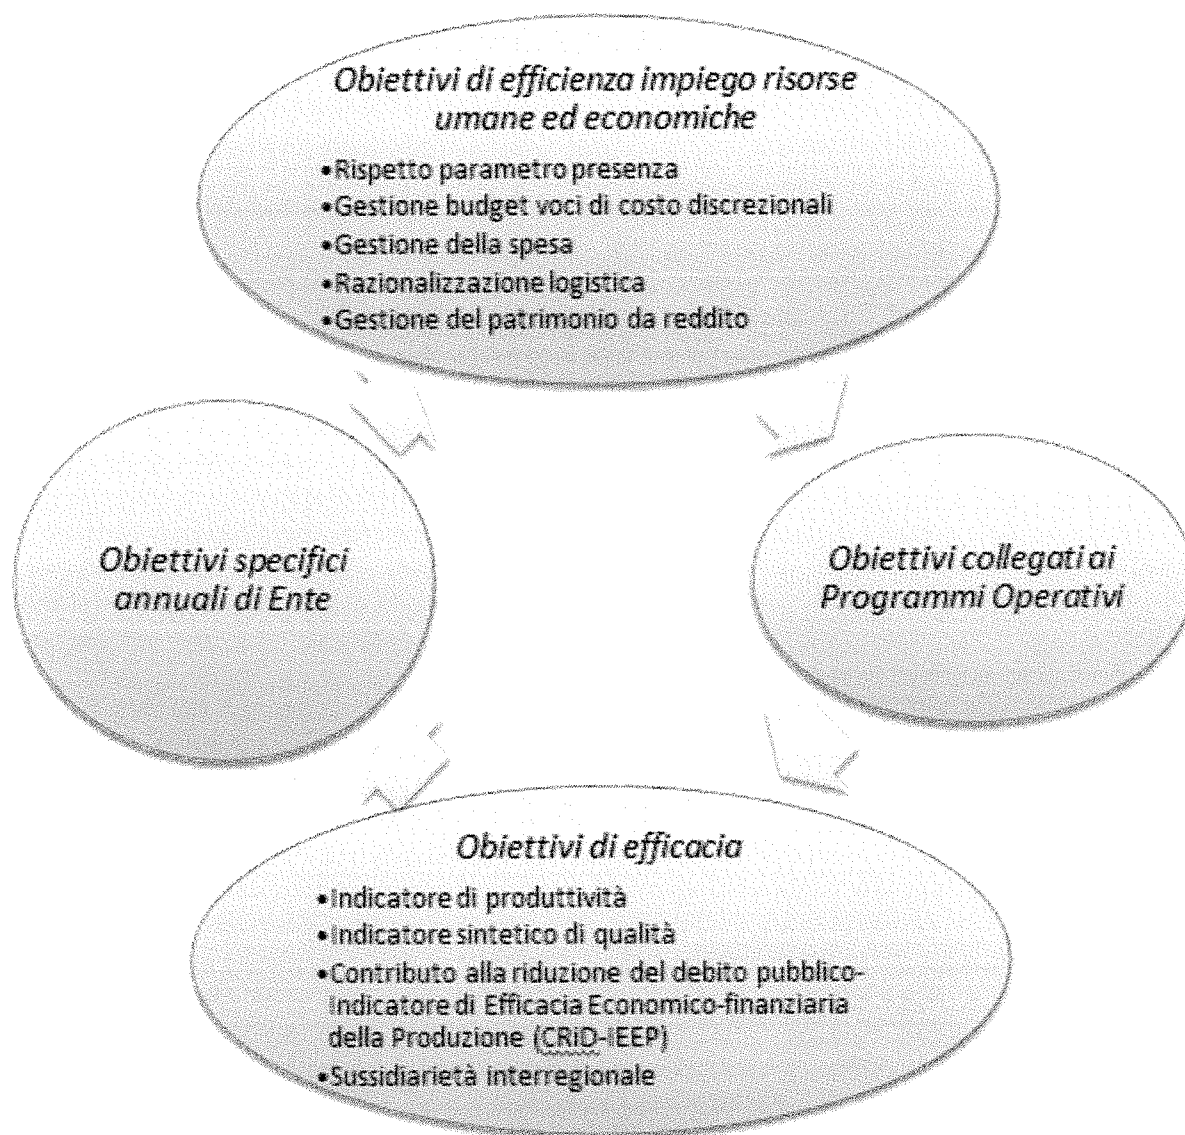 Obiettivi di efficienza impiego risorse
umane ed economiche
•Rispetto parametro presenza
•Gestione budget voci di costo discrezionali
•Gestione della spesa
•Razionalizzazione logistica
•Gestione del patrimonio da reddito
Obiettivi specifici
annuali di Ente
Obiettivi collegati ai
Programmi Operativi
Obiettivi di efficacia
•Indicatore di produttività
•Indicatore sintetico di qualità
•Contributo alla riduzione del debito pubblico-
Indicatore di Efficacia Economico-finanziaria
della Produzione (CRiD-IEEP)
•Sussidiarietà interregionale